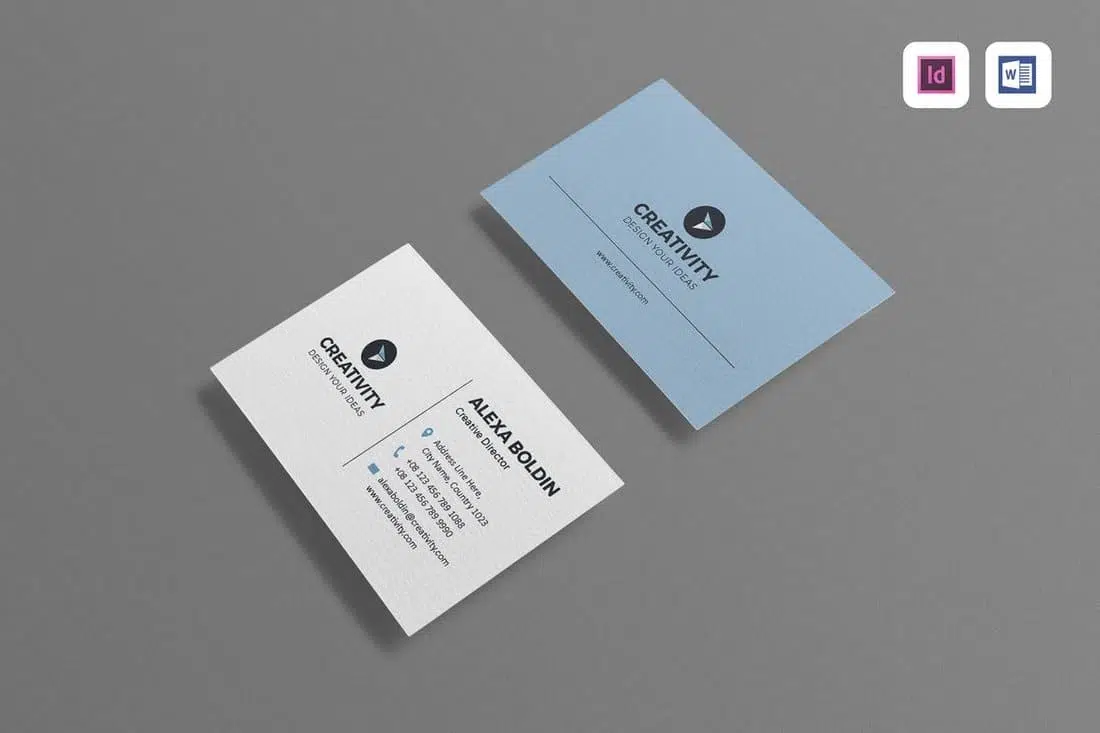 Id
W
CREATIVITY
DESIGN YOUR IDEAS
www.creativity.com
CREATIVITY
DESIGN YOUR IDEAS
ALEXA BOLDIN
Creative Director
Address Line Here,
City Name, Country 1023
+08 123 456 789 1088
+08 123 456 789 9990
alexaboldin@creativity.com
www.creativity.com